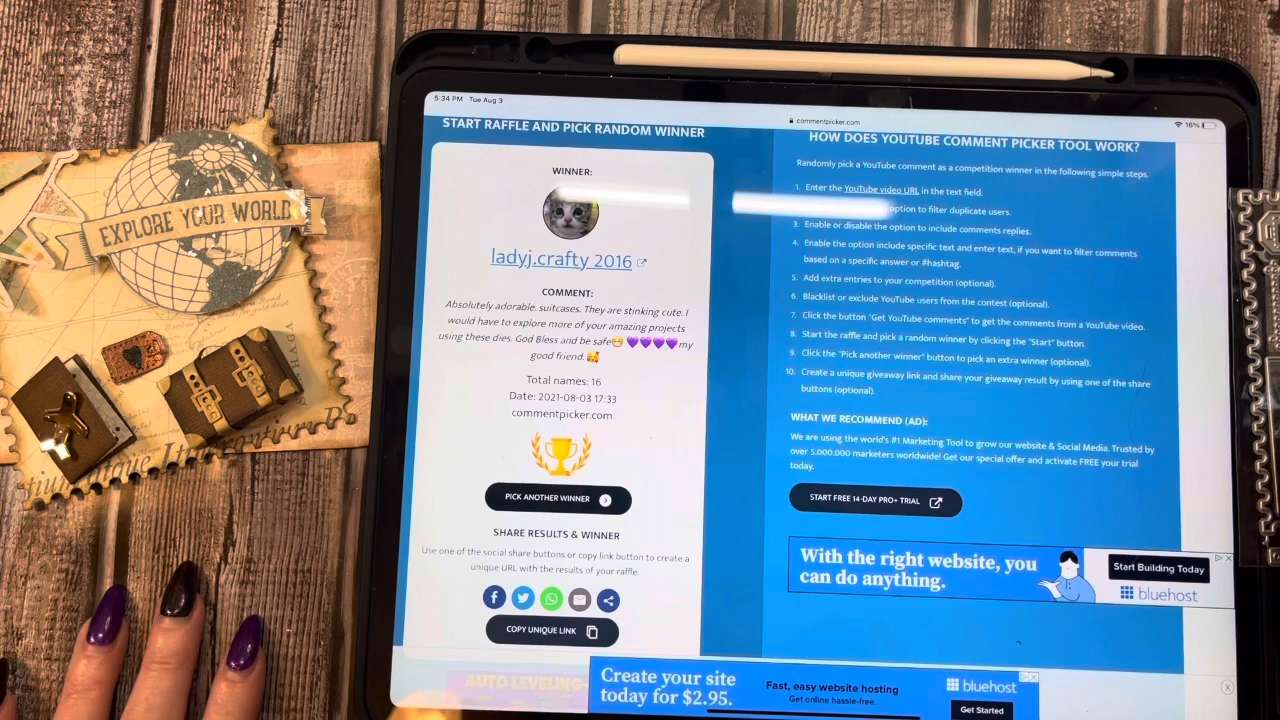 EXPLORE YOUR WORLD
5:34 PM Tue Aug 3
commentpicker.com
16%
START RAFFLE AND PICK RANDOM WINNER
WINNER:
ladyj.crafty 2016
COMMENT:
Absolutely adorable. suitcases. They are stinking cute. I
would have to explore more of your amazing projects
using these dies. God Bless and be safe😁 💜💜💜💜my
good friend. 🥰
Total names: 16
Date: 2021-08-03 17:33
commentpicker.com
PICK ANOTHER WINNER
SHARE RESULTS & WINNER
Use one of the social share buttons or copy link button to create a
unique URL with the results of your raffle.
COPY UNIQUE LINK
HOW DOES YOUTUBE COMMENT PICKER TOOL WORK?
Randomly pick a YouTube comment as a competition winner in the following simple steps.
1. Enter the YouTube video URL in the text field.
option to filter duplicate users.
3. Enable or disable the option to include comments replies.
4. Enable the option include specific text and enter text, if you want to filter comments
based on a specific answer or #hashtag.
5. Add extra entries to your competition (optional).
6. Blacklist or exclude YouTube users from the contest (optional).
7. Click the button "Get YouTube comments" to get the comments from a YouTube video.
8. Start the raffle and pick a random winner by clicking the "Start" button.
9. Click the "Pick another winner" button to pick an extra winner (optional).
10. Create a unique giveaway link and share your giveaway result by using one of the share
buttons (optional).
WHAT WE RECOMMEND (AD):
We are using the world's #1 Marketing Tool to grow our website & Social Media. Trusted by
over 5.000.000 marketers worldwide! Get our special offer and activate FREE your trial
today.
START FREE 14-DAY PRO+ TRIAL
With the right website, you
can do anything.
Start Building Today
bluehost
AUTO LEVELING
Create your site
today for $2.95.
Fast, easy website hosting
Get online hassle-free.
bluehost
Get Started